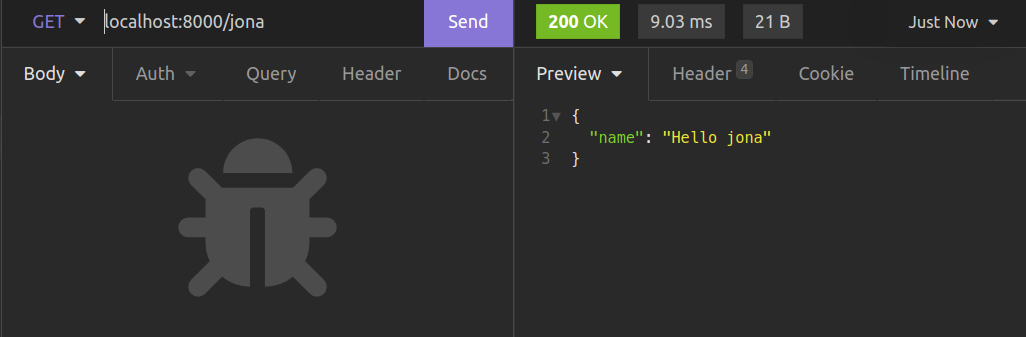 GET localhost:8000/jona Send 200 OK 9.03 ms 21 B Just Now
Body Auth Query Header Docs Preview Header 4 Cookie Timeline
1 {
2 "name": "Hello jona"
3 }